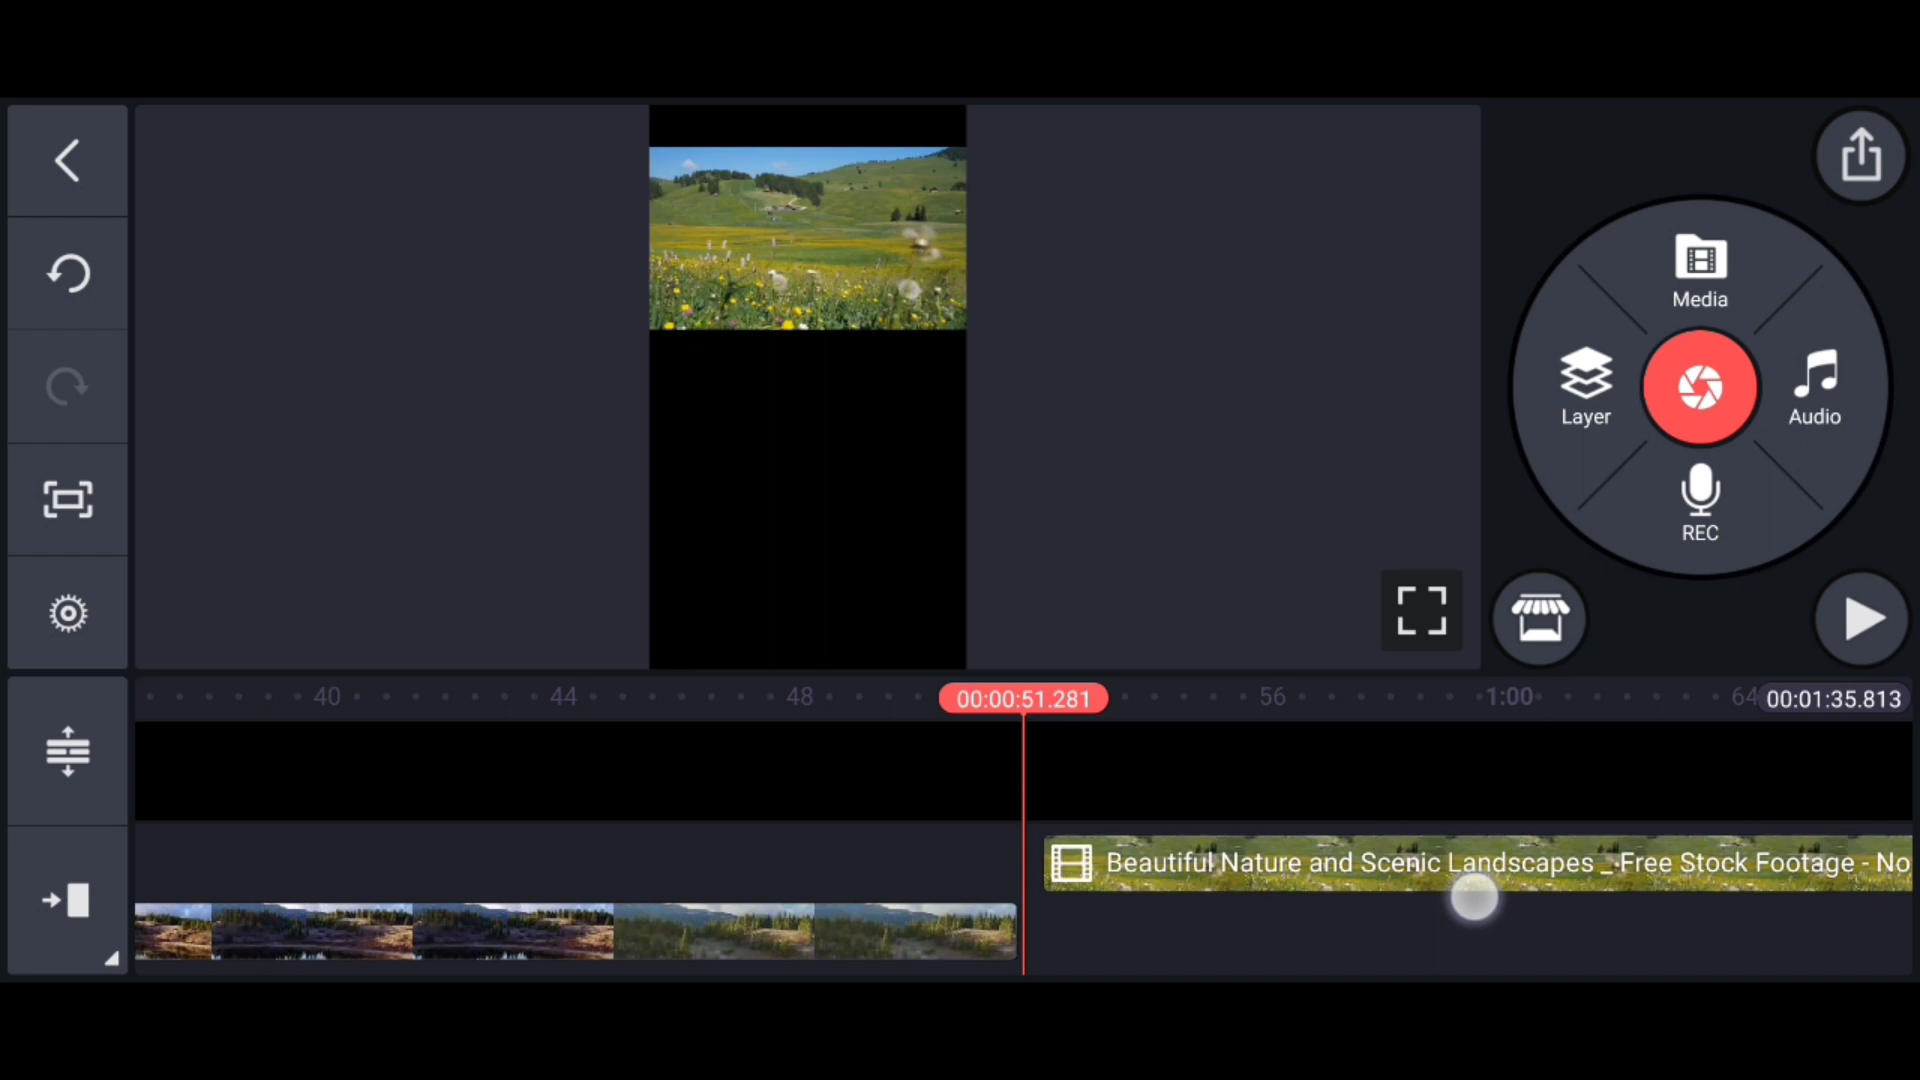 Media
Layer
Audio
REC
40
44
48
00:00:51.281
56
1:00
64
00:01:35.813
Beautiful Nature and Scenic Landscapes _ Free Stock Footage - No